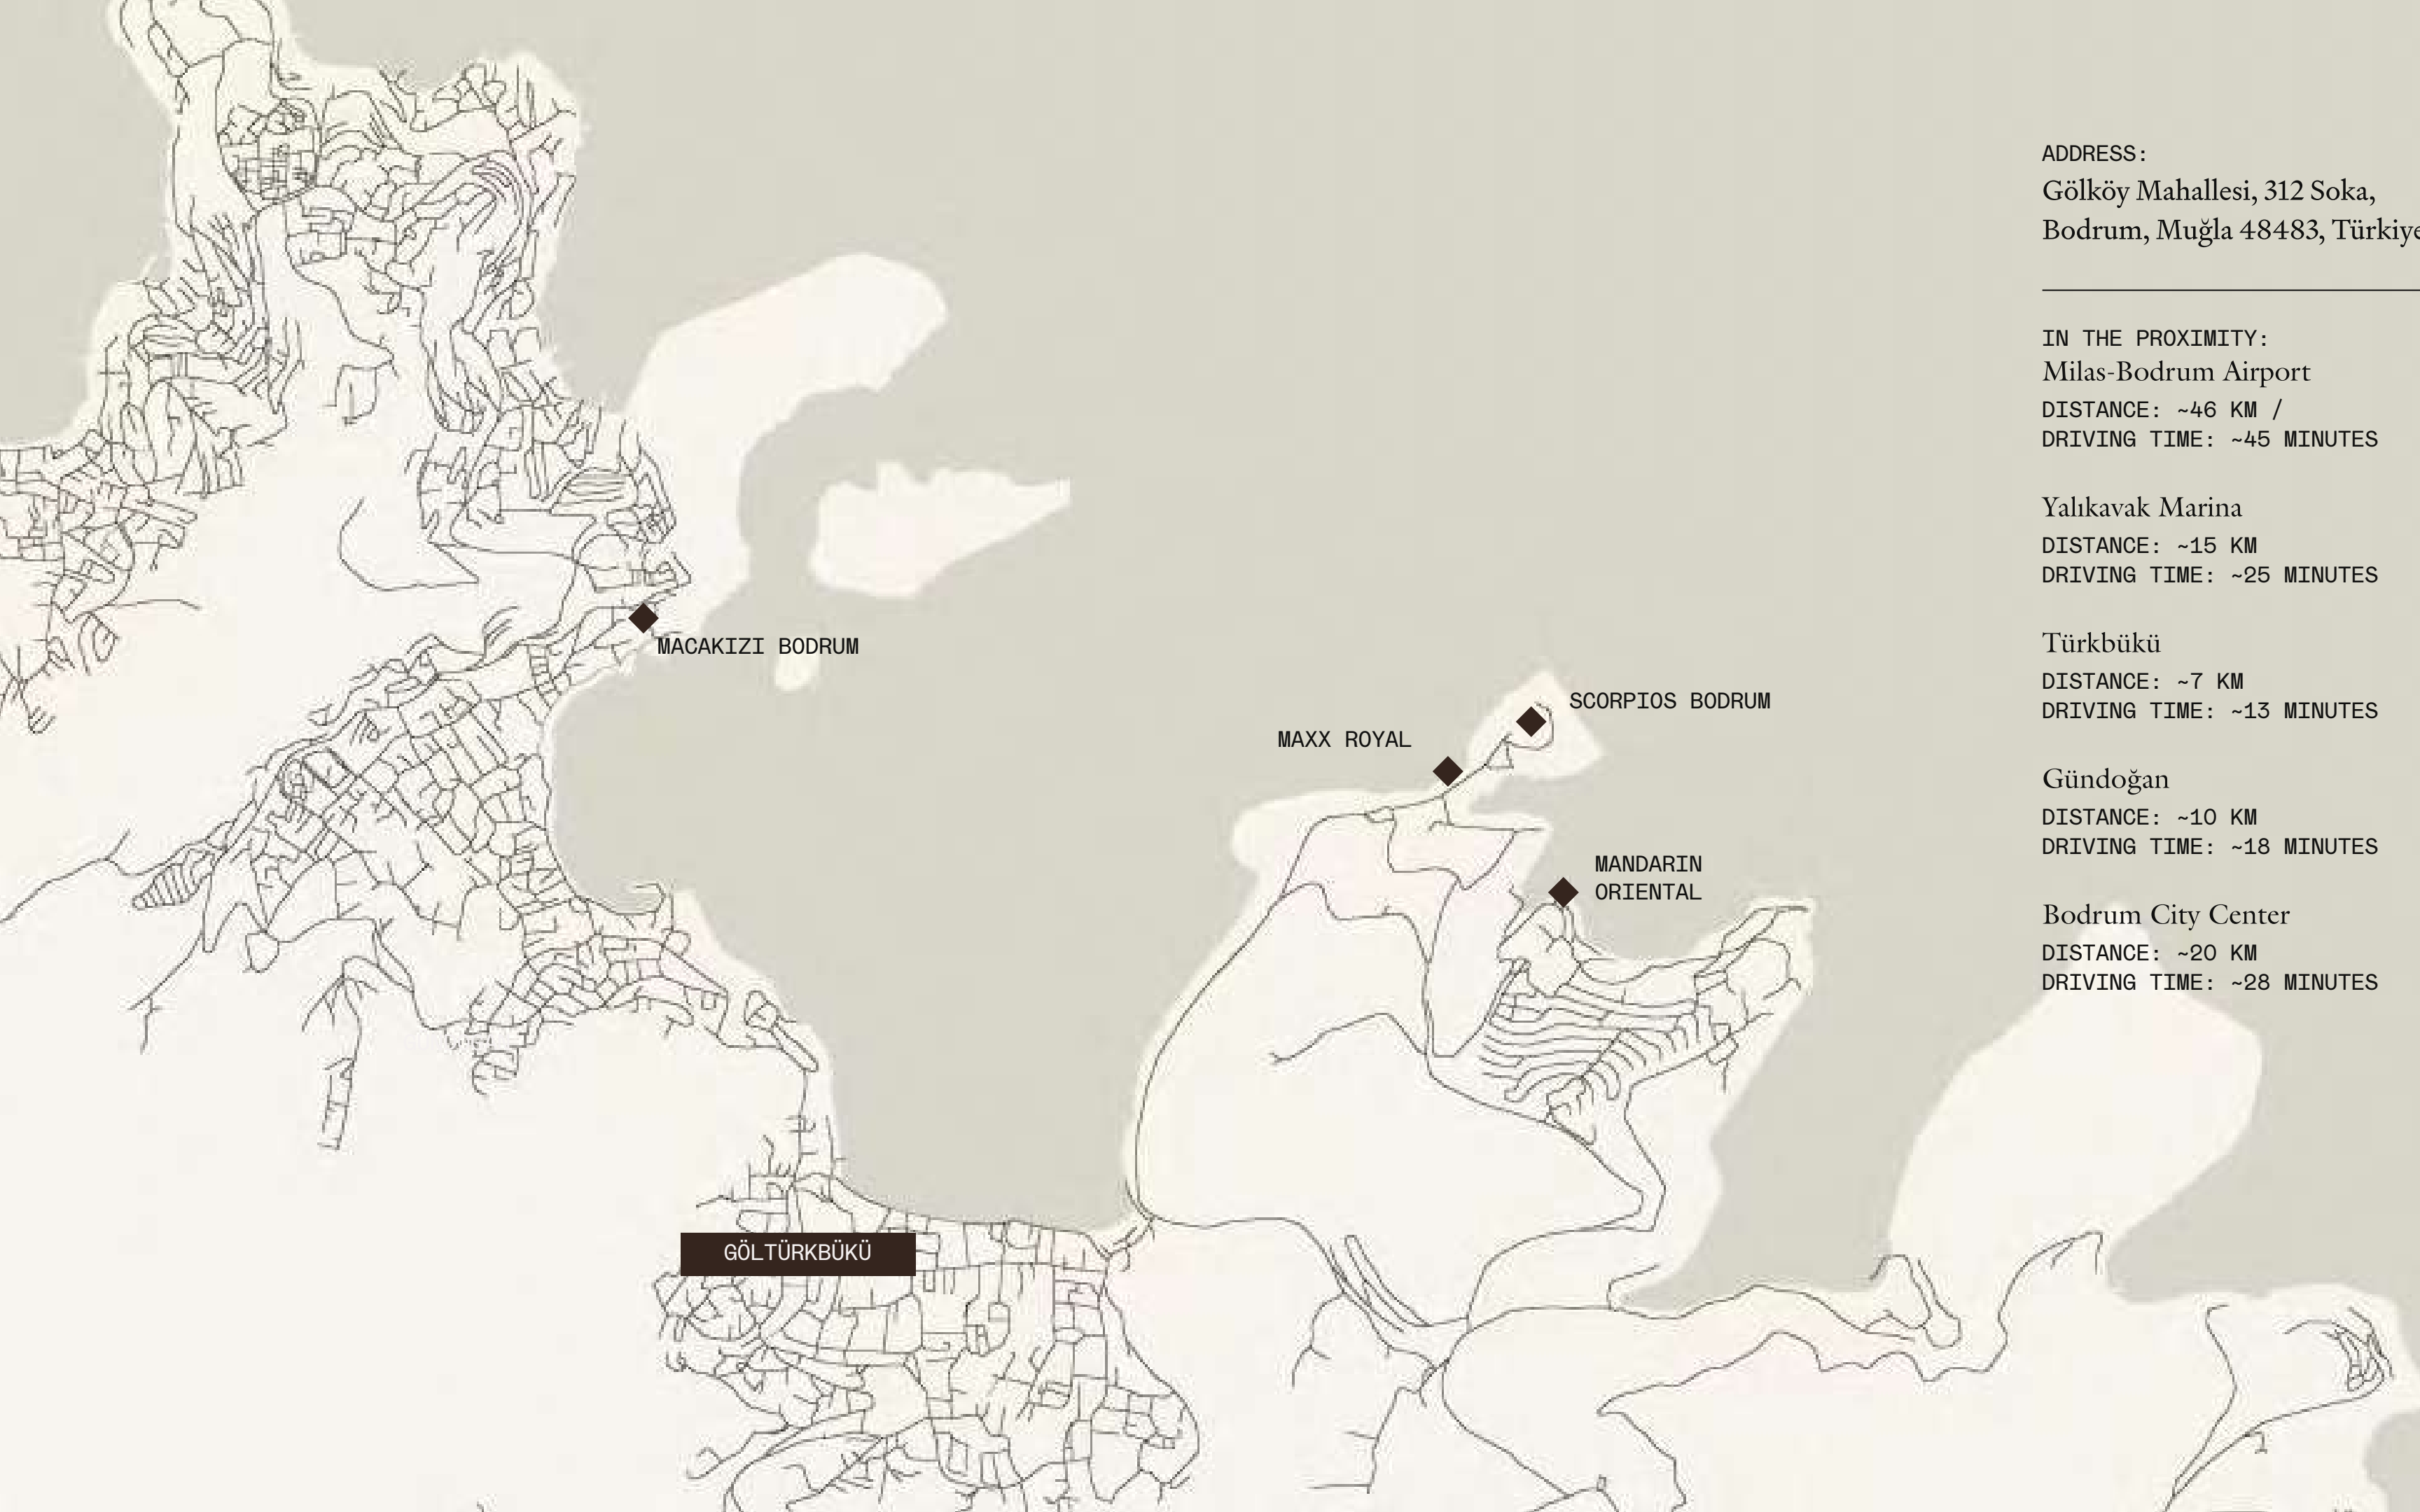 ADDRESS:
Gölköy Mahallesi, 312 Soka,
Bodrum, Muğla 48483, Türkiye
IN THE PROXIMITY:
Milas-Bodrum Airport
DISTANCE: ~46 KM /
DRIVING TIME: ~45 MINUTES
Yalıkavak Marina
DISTANCE: ~15 KM
DRIVING TIME: ~25 MINUTES
Türkbükü
DISTANCE: ~7 KM
DRIVING TIME: ~13 MINUTES
Gündoğan
DISTANCE: ~10 KM
DRIVING TIME: ~18 MINUTES
Bodrum City Center
DISTANCE: ~20 KM
DRIVING TIME: ~28 MINUTES
MACAKIZI BODRUM
SCORPIOS BODRUM
MAXX ROYAL
MANDARIN
ORIENTAL
GÖLTÜRKBÜKÜ